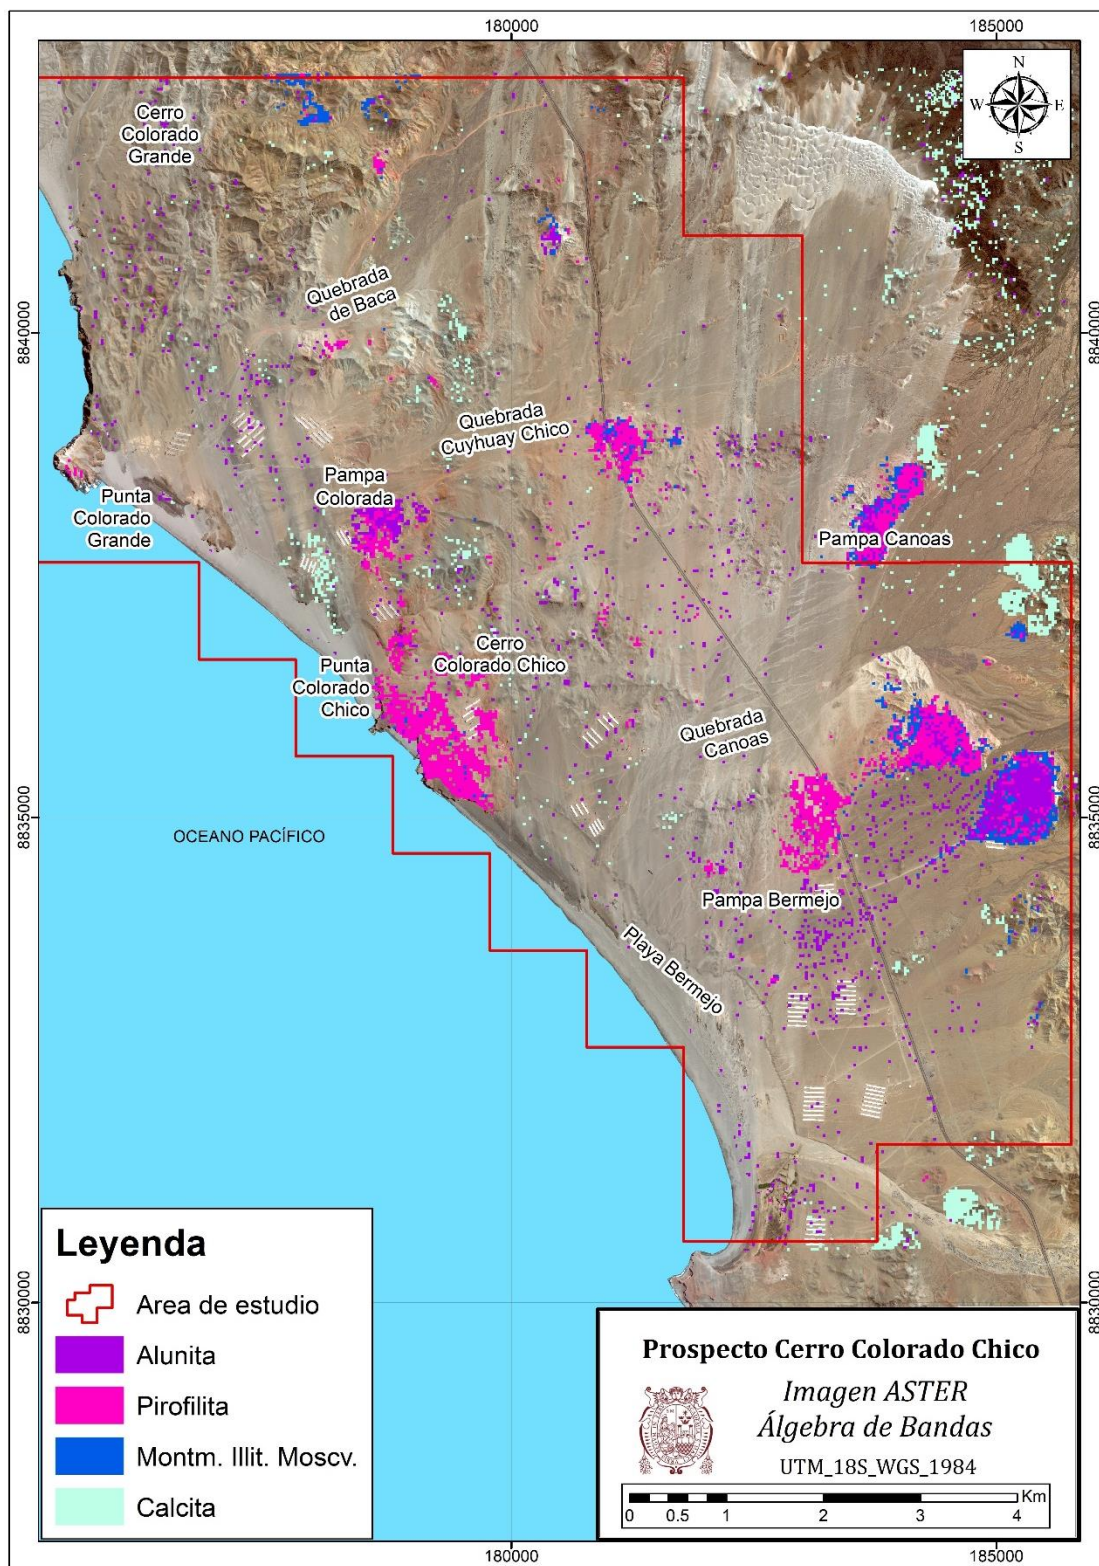 180000
185000
N
W
E
S
Cerro
Colorado
Grande
Quebrada
de Baca
8840000
8840000
Quebrada
Cuyhuay Chico
Pampa
Colorada
Punta
Colorado
Grande
Pampa Canoas
Cerro
Colorado Chico
Punta
Colorado
Chico
Quebrada
Canoas
8835000
8835000
OCEANO PACÍFICO
Pampa Bermejo
Playa Bermejo
8830000
8830000
Leyenda
Area de estudio
Alunita
Pirofilita
Montm. Illit. Moscv.
Calcita
Prospecto Cerro Colorado Chico
Imagen ASTER
Álgebra de Bandas
UTM_18S_WGS_1984
Km
0 0.5 1 2 3 4
180000
185000